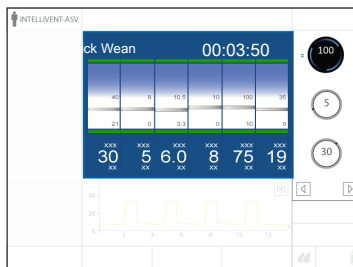 INTELLIVENT-ASV
ck Wean 00:03:50
100
40 8 10.5 10 100 35
5
21 0 3.3 0 10 6
xxx xxx xxx xxx xxx xxx
30 5 6.0 8 75 19
xx xx xx xx xx xx
30
40
20
0
2 4 6 8 10 12